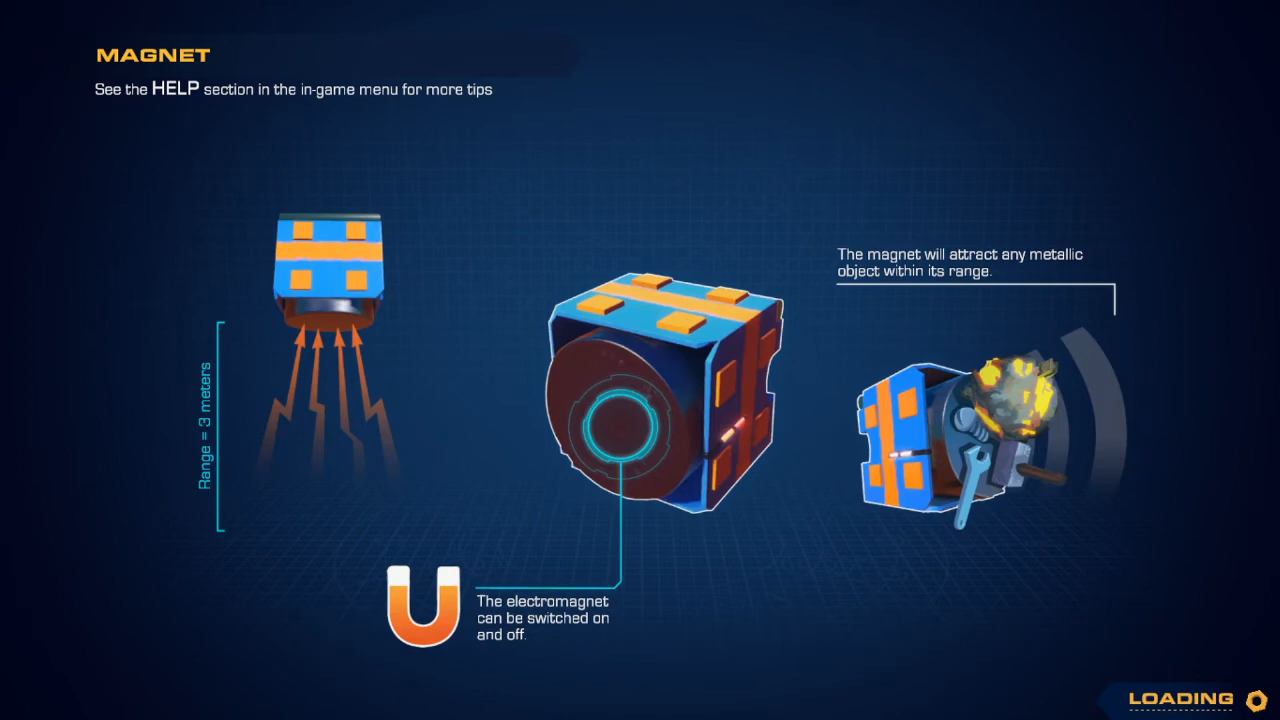 MAGNET
See the HELP section in the in-game menu for more tips
The magnet will attract any metallic
object within its range.
Range = 3 meters
The electromagnet
can be switched on
and off.
LOADING